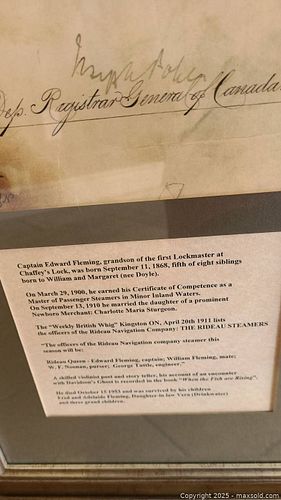 Dep. Registrar General of Canada
Captain Edward Fleming, grandson of the first Lockmaster at
Chaffey's Lock, was born September 11, 1868, fifth of eight siblings
born to William and Margaret (nee Doyle).
On March 29, 1900, he earned his Certificate of Competence as a
Master of Passenger Steamers in Minor Inland Waters.
On September 13, 1910 he married the daughter of a prominent
Newboro Merchant: Charlotte Maria Sturgeon.
The "Weekly British Whig" Kingston ON, April 20th 1911 lists
the officers of the Rideau Navigation Company: THE RIDEAU STEAMERS
"The officers of the Rideau Navigation company steamer this
season will be:
Rideau Queen - Edward Fleming, captain; William Fleming, mate;
W. F. Noonan, purser; George Tuttle, engineer."
A skilled violinist poet and story teller, his account of an encounter
with Davidson's Ghost is recorded in the book "When the Fish are Rising".
He died October 15 1953 and was survived by his children
Fred and Adelaide Fleming, Daughter-in law Vera (Drinkwater)
and three grand children.
Copyright 2025 - maxsold.com